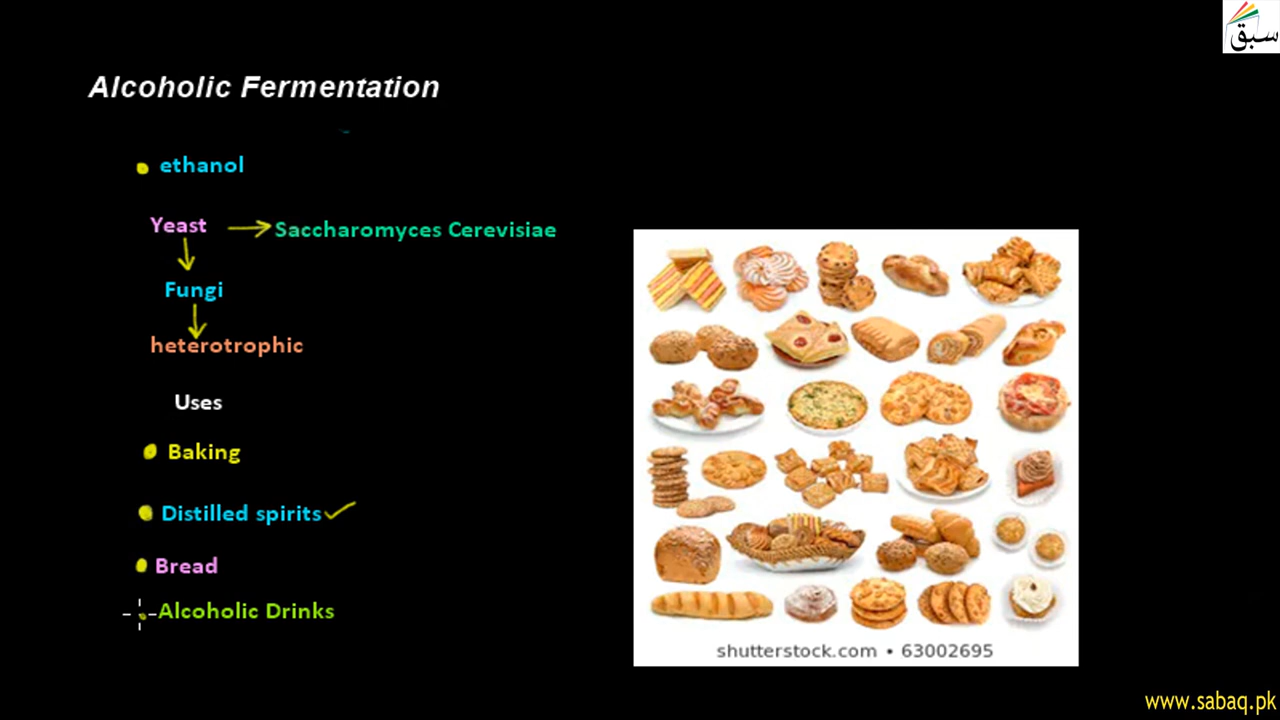 سبق
Alcoholic Fermentation
ethanol
Yeast → Saccharomyces Cerevisiae
Fungi
heterotrophic
Uses
Baking
Distilled spirits
Bread
Alcoholic Drinks
shutterstock.com • 63002695
www.sabaq.pk